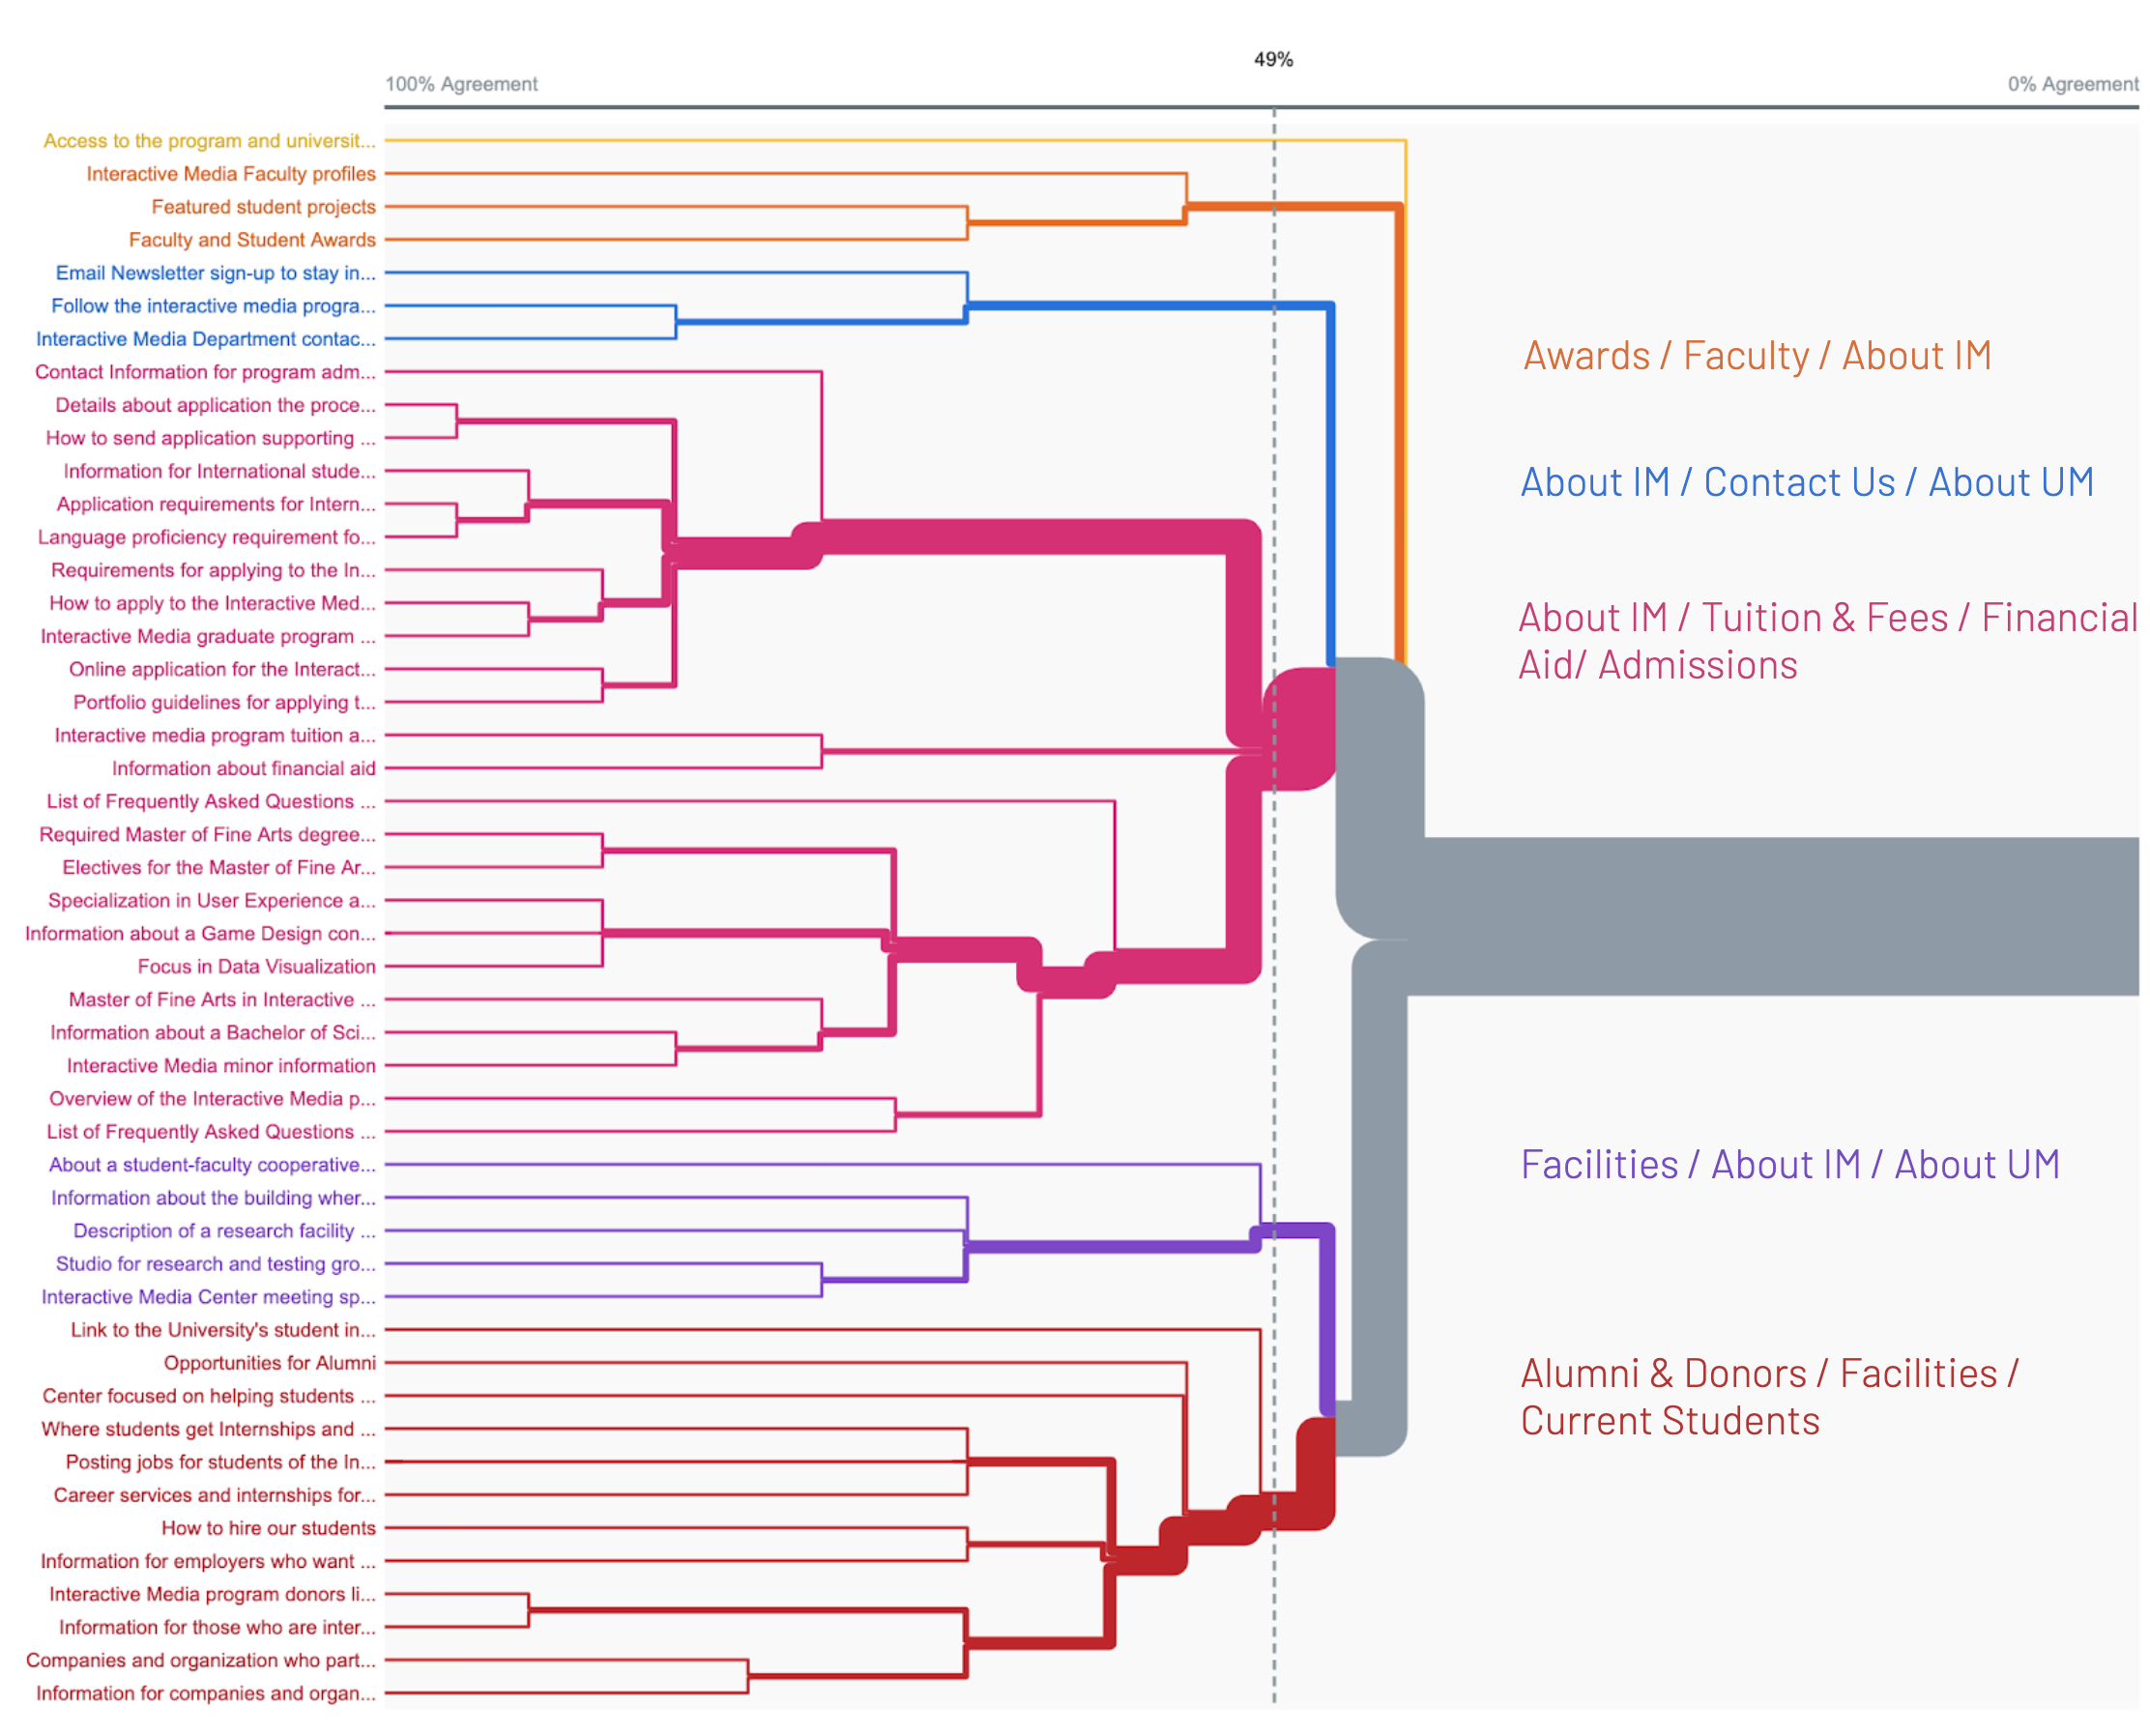 49%
100% Agreement
0% Agreement
Access to the program and universit...
Interactive Media Faculty profiles
Featured student projects
Faculty and Student Awards
Email Newsletter sign-up to stay in...
Follow the interactive media progra...
Interactive Media Department contac...
Contact Information for program adm...
Details about application the proce...
How to send application supporting ...
Information for International stude...
Application requirements for Intern...
Language proficiency requirement fo...
Requirements for applying to the In...
How to apply to the Interactive Med...
Interactive Media graduate program ...
Online application for the Interact...
Portfolio guidelines for applying t...
Interactive media program tuition a...
Information about financial aid
List of Frequently Asked Questions ...
Required Master of Fine Arts degree...
Electives for the Master of Fine Ar...
Specialization in User Experience a...
Information about a Game Design con...
Focus in Data Visualization
Master of Fine Arts in Interactive ...
Information about a Bachelor of Sci...
Interactive Media minor information
Overview of the Interactive Media p...
List of Frequently Asked Questions ...
About a student-faculty cooperative...
Information about the building wher...
Description of a research facility ...
Studio for research and testing gro...
Interactive Media Center meeting sp...
Link to the University's student in...
Opportunities for Alumni
Center focused on helping students ...
Where students get Internships and ...
Posting jobs for students of the In...
Career services and internships for...
How to hire our students
Information for employers who want ...
Interactive Media program donors li...
Information for those who are inter...
Companies and organization who part...
Information for companies and organ...
Awards / Faculty / About IM
About IM / Contact Us / About UM
About IM / Tuition & Fees / Financial
Aid/ Admissions
Facilities / About IM / About UM
Alumni & Donors / Facilities /
Current Students